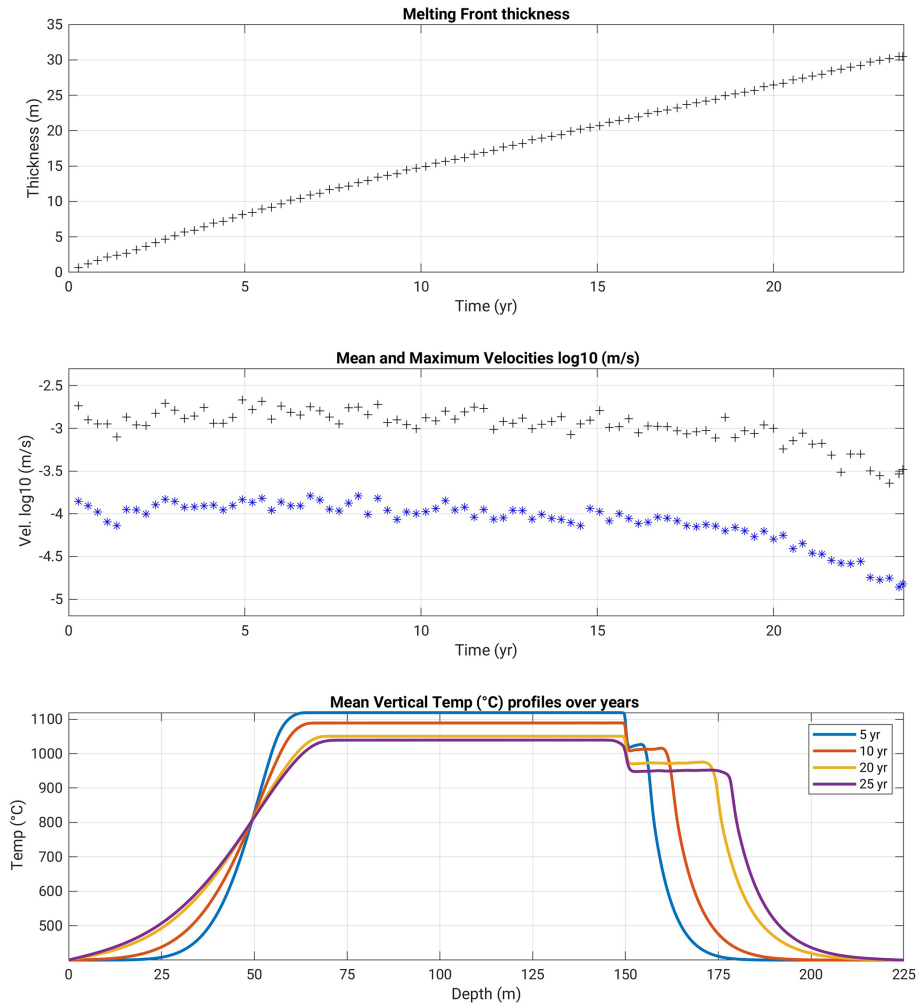 Melting Front thickness
35
30
25
20
15
10
5
0
Thickness (m)
0 5 10 15 20
Time (yr)
Mean and Maximum Velocities log10 (m/s)
-2.5
-3
-3.5
-4
-4.5
-5
Vel. log10 (m/s)
0 5 10 15 20
Time (yr)
Mean Vertical Temp (°C) profiles over years
1100
1000
900
800
700
600
500
Temp (°C)
5 yr
10 yr
20 yr
25 yr
0 25 50 75 100 125 150 175 200 225
Depth (m)